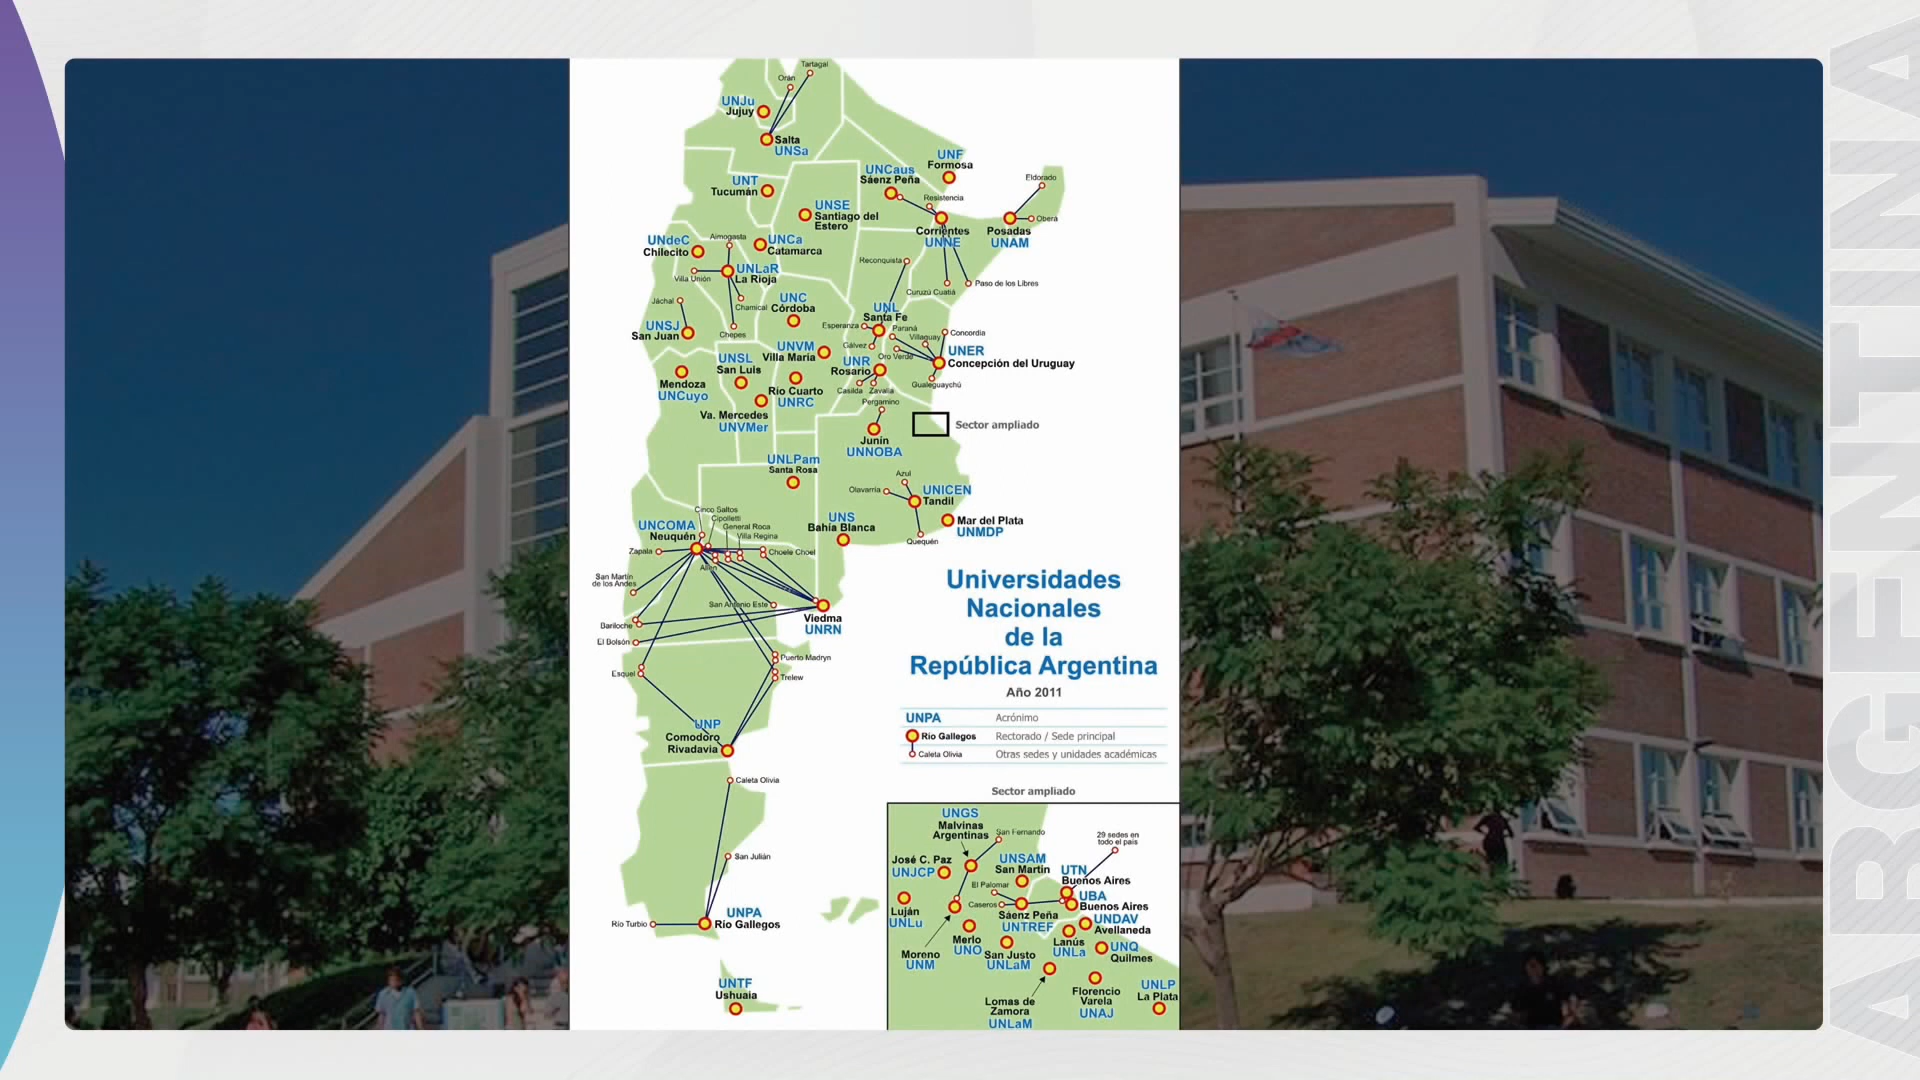 Tartagal
Orán
UNJu
Jujuy
Salta
UNSa
UNF
Formosa
UNCaus
Sáenz Peña
Eldorado
UNT
Tucumán
Resistencia
UNSE
Santiago del
Estero
Corrientes
UNNE
Posadas
UNAM
Obera
UNdeC
Chilecito
Aimogasta
UNCa
Catamarca
UNLaR
La Rioja
Villa Unión
Reconquista
Curuzú Cuatiá
Paso de los Libres
Jáchal
Chamical
UNC
Córdoba
UNL
Santa Fe
UNSJ
San Juan
Chepes
Esperanza
Paraná
Villaguay
Concordia
Gálvez
UNVM
Villa María
Oro Verde
UNER
Concepción del Uruguay
UNSL
San Luis
UNR
Rosario
Gualeguaychú
Mendoza
UNCuyo
Río Cuarto
UNRC
Casilda
Zavalla
Pergamino
Va. Mercedes
UNVMer
Sector ampliado
Junín
UNNOBA
UNLPam
Santa Rosa
Azul
Olavarría
UNICEN
Tandil
Cinco Saltos
Cipolletti
General Roca
Villa Regina
UNCOMA
Neuquén
UNS
Bahía Blanca
Mar del Plata
UNMDP
Quequén
Zapala
Allen
Choele Choel
San Martín
de los Andes
San Antonio Este
Viedma
UNRN
Bariloche
El Bolsón
Universidades
Nacionales
de la
República Argentina
Año 2011
Puerto Madryn
Esquel
Trelew
UNP
Comodoro
Rivadavia
UNPA
Acrónimo
Río Gallegos
Rectorado / Sede principal
Caleta Olivia
Otras sedes y unidades académicas
Caleta Olivia
San Julián
UNPA
Río Gallegos
Río Turbio
UNTF
Ushuaia
Sector ampliado
UNGS
Malvinas
Argentinas
San Fernando
29 sedes en
todo el país
José C. Paz
UNJCP
UNSAM
San Martín
UTN
Buenos Aires
El Palomar
UBA
Buenos Aires
Caseros
Luján
UNLu
Sáenz Peña
UNTREF
UNDAV
Avellaneda
Merlo
UNO
Lanús
UNLa
UNQ
Quilmes
Moreno
UNM
San Justo
UNLaM
Lomas de
Zamora
UNLaM
Florencio
Varela
UNAJ
UNLP
La Plata
ARGENTINA